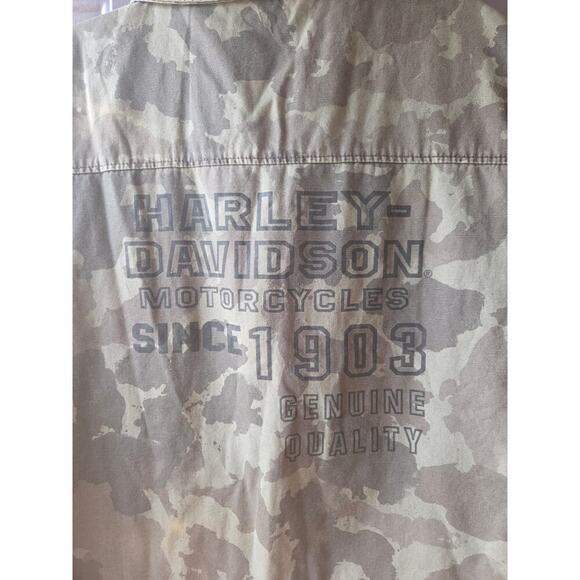 HARLEY-
DAVIDSON®
MOTORCYCLES
SINCE 1903
GENUINE
QUALITY